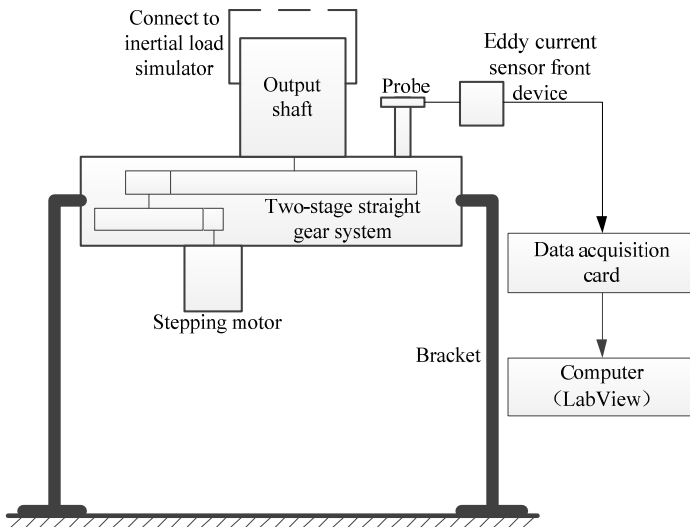 Connect to
inertial load
simulator
Output
shaft
Probe
Eddy current
sensor front
device
Two-stage straight
gear system
Stepping motor
Data acquisition
card
Bracket
Computer
（LabView）